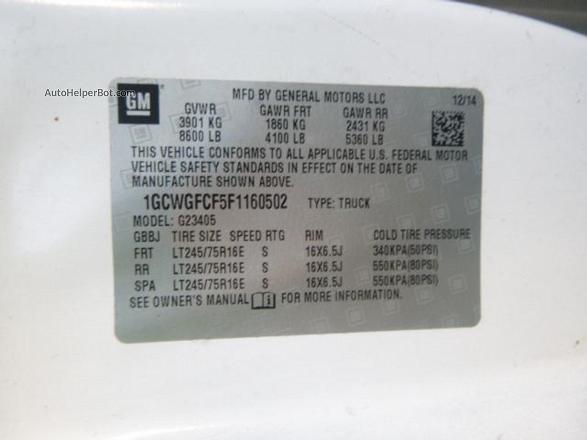 AutoHelperBot.com
GM
MFD BY GENERAL MOTORS LLC 12/14
GVWR GAWR FRT GAWR RR
3901 KG 1860 KG 2431 KG
8600 LB 4100 LB 5360 LB
THIS VEHICLE CONFORMS TO ALL APPLICABLE U.S. FEDERAL MOTOR
VEHICLE SAFETY STANDARDS IN EFFECT ON THE DATE OF
MANUFACTURE SHOWN ABOVE.
1GCWGFCF5F1160502 TYPE: TRUCK
MODEL: G23405
GBBJ TIRE SIZE SPEED RTG RIM COLD TIRE PRESSURE
FRT LT245/75R16E S 16X6.5J 340KPA(50PSI)
RR LT245/75R16E S 16X6.5J 550KPA(80PSI)
SPA LT245/75R16E S 16X6.5J 550KPA(80PSI)
SEE OWNER'S MANUAL FOR MORE INFORMATION.